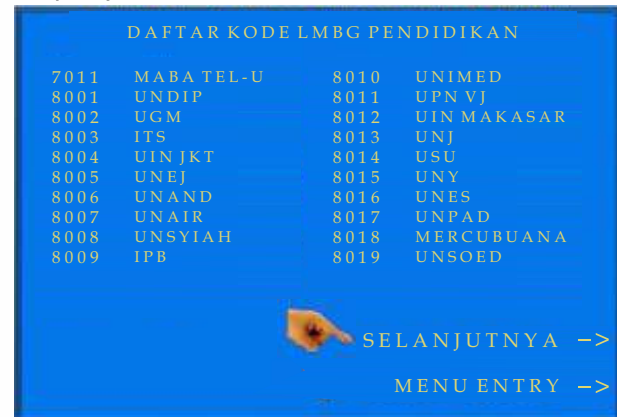 DAFTAR KODE LMBG PENDIDIKAN
7011 MABA TEL-U
8001 UNDIP
8002 UGM
8003 ITS
8004 UIN JKT
8005 UNEJ
8006 UNAND
8007 UNAIR
8008 UNSYIAH
8009 IPB
8010 UNIMED
8011 UPN VJ
8012 UIN MAKASAR
8013 UNJ
8014 USU
8015 UNY
8016 UNES
8017 UNPAD
8018 MERCUBUANA
8019 UNSOED
SELANJUTNYA –>
MENU ENTRY –>